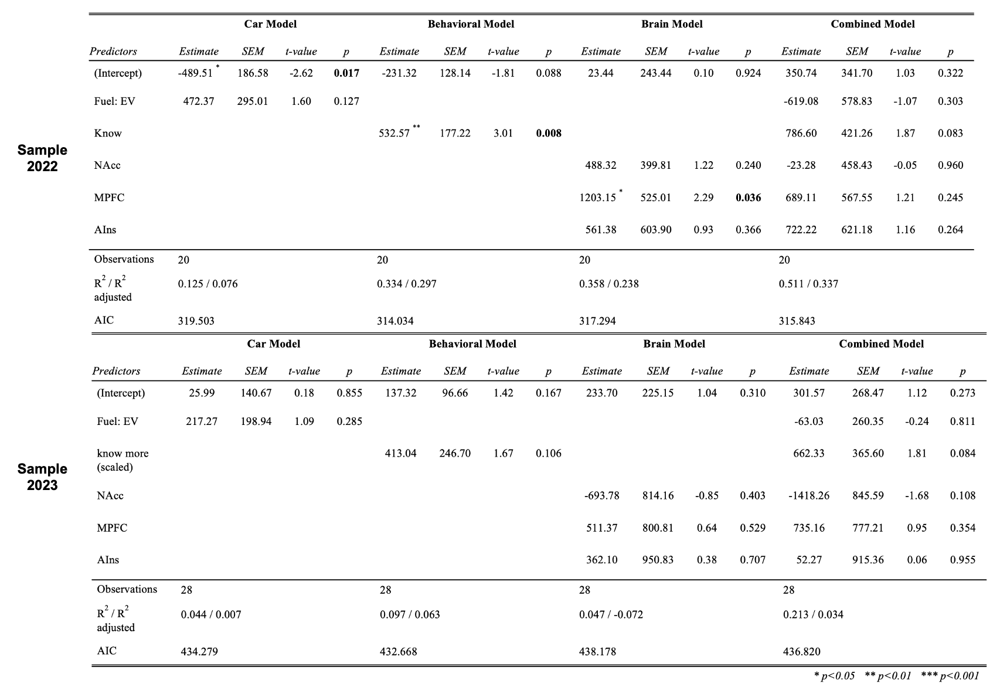 Car Model Behavioral Model Brain Model Combined Model
Predictors Estimate SEM t-value p Estimate SEM t-value p Estimate SEM t-value p Estimate SEM t-value p
(Intercept) -489.51 * 186.58 -2.62 0.017 -231.32 128.14 -1.81 0.088 23.44 243.44 0.10 0.924 350.74 341.70 1.03 0.322
Fuel: EV 472.37 295.01 1.60 0.127 -619.08 578.83 -1.07 0.303
Know 532.57 ** 177.22 3.01 0.008 786.60 421.26 1.87 0.083
Sample
2022
NAcc 488.32 399.81 1.22 0.240 -23.28 458.43 -0.05 0.960
MPFC 1203.15 * 525.01 2.29 0.036 689.11 567.55 1.21 0.245
AIns 561.38 603.90 0.93 0.366 722.22 621.18 1.16 0.264
Observations 20 20 20 20
R2 / R2 0.125 / 0.076 0.334 / 0.297 0.358 / 0.238 0.511 / 0.337
adjusted
AIC 319.503 314.034 317.294 315.843
Car Model Behavioral Model Brain Model Combined Model
Predictors Estimate SEM t-value p Estimate SEM t-value p Estimate SEM t-value p Estimate SEM t-value p
(Intercept) 25.99 140.67 0.18 0.855 137.32 96.66 1.42 0.167 233.70 225.15 1.04 0.310 301.57 268.47 1.12 0.273
Fuel: EV 217.27 198.94 1.09 0.285 -63.03 260.35 -0.24 0.811
know more 413.04 246.70 1.67 0.106 662.33 365.60 1.81 0.084
(scaled)
Sample
2023
NAcc -693.78 814.16 -0.85 0.403 -1418.26 845.59 -1.68 0.108
MPFC 511.37 800.81 0.64 0.529 735.16 777.21 0.95 0.354
AIns 362.10 950.83 0.38 0.707 52.27 915.36 0.06 0.955
Observations 28 28 28 28
R2 / R2 0.044 / 0.007 0.097 / 0.063 0.047 / -0.072 0.213 / 0.034
adjusted
AIC 434.279 432.668 438.178 436.820
* p<0.05 ** p<0.01 *** p<0.001